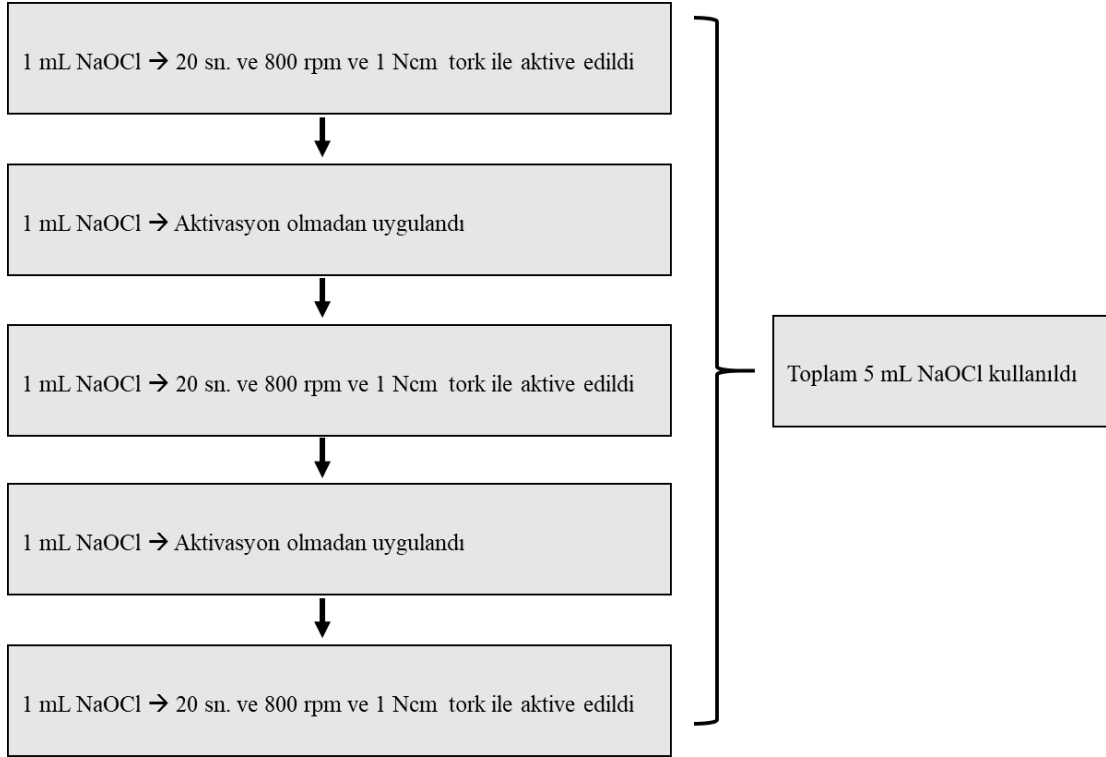 1 mL NaOCl → 20 sn. ve 800 rpm ve 1 Ncm tork ile aktive edildi
1 mL NaOCl → Aktivasyon olmadan uygulandı
1 mL NaOCl → 20 sn. ve 800 rpm ve 1 Ncm tork ile aktive edildi
Toplam 5 mL NaOCl kullanıldı
1 mL NaOCl → Aktivasyon olmadan uygulandı
1 mL NaOCl → 20 sn. ve 800 rpm ve 1 Ncm tork ile aktive edildi